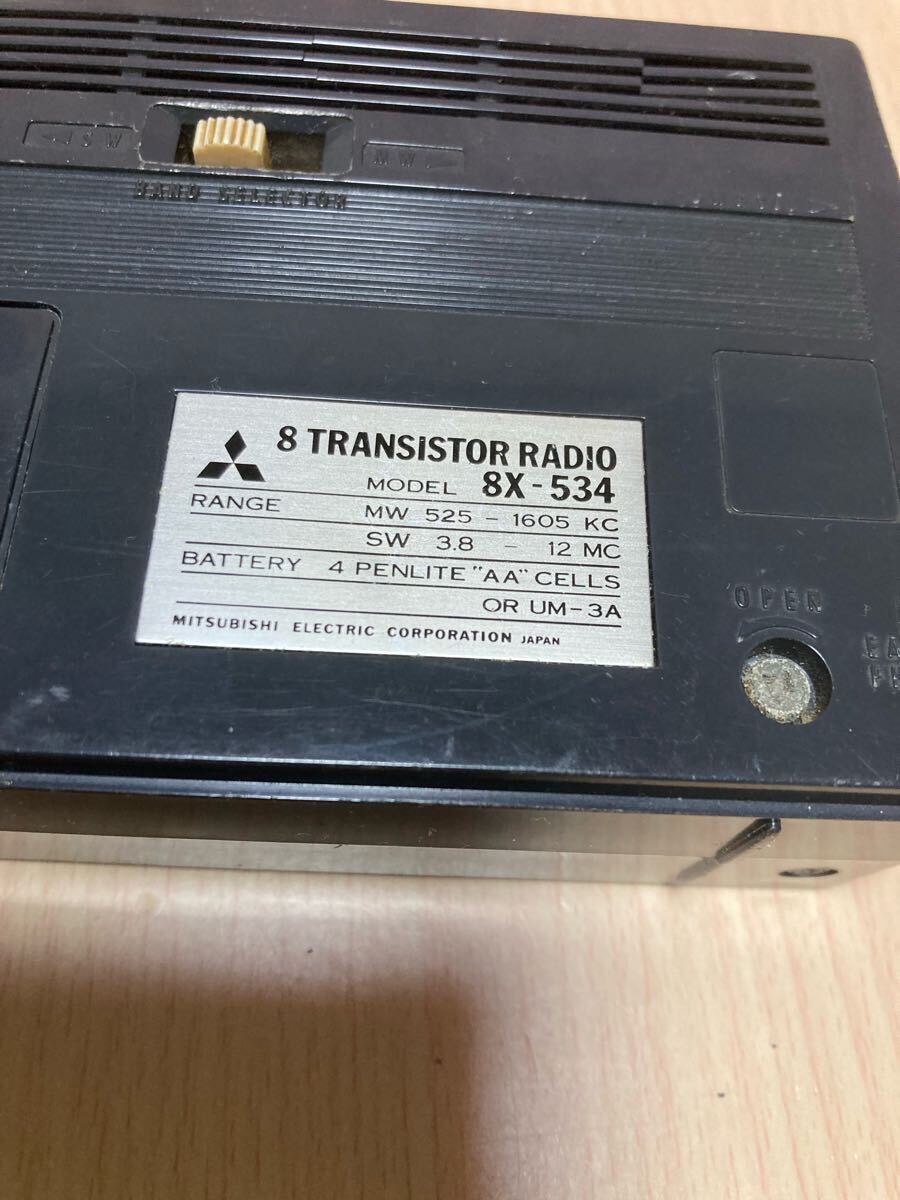 SW MW
BAND SELECTOR
8 TRANSISTOR RADIO
MODEL 8X-534
RANGE MW 525 - 1605 KC
SW 3.8 - 12 MC
BATTERY 4 PENLITE "AA" CELLS
OR UM-3A
MITSUBISHI ELECTRIC CORPORATION JAPAN
OPEN